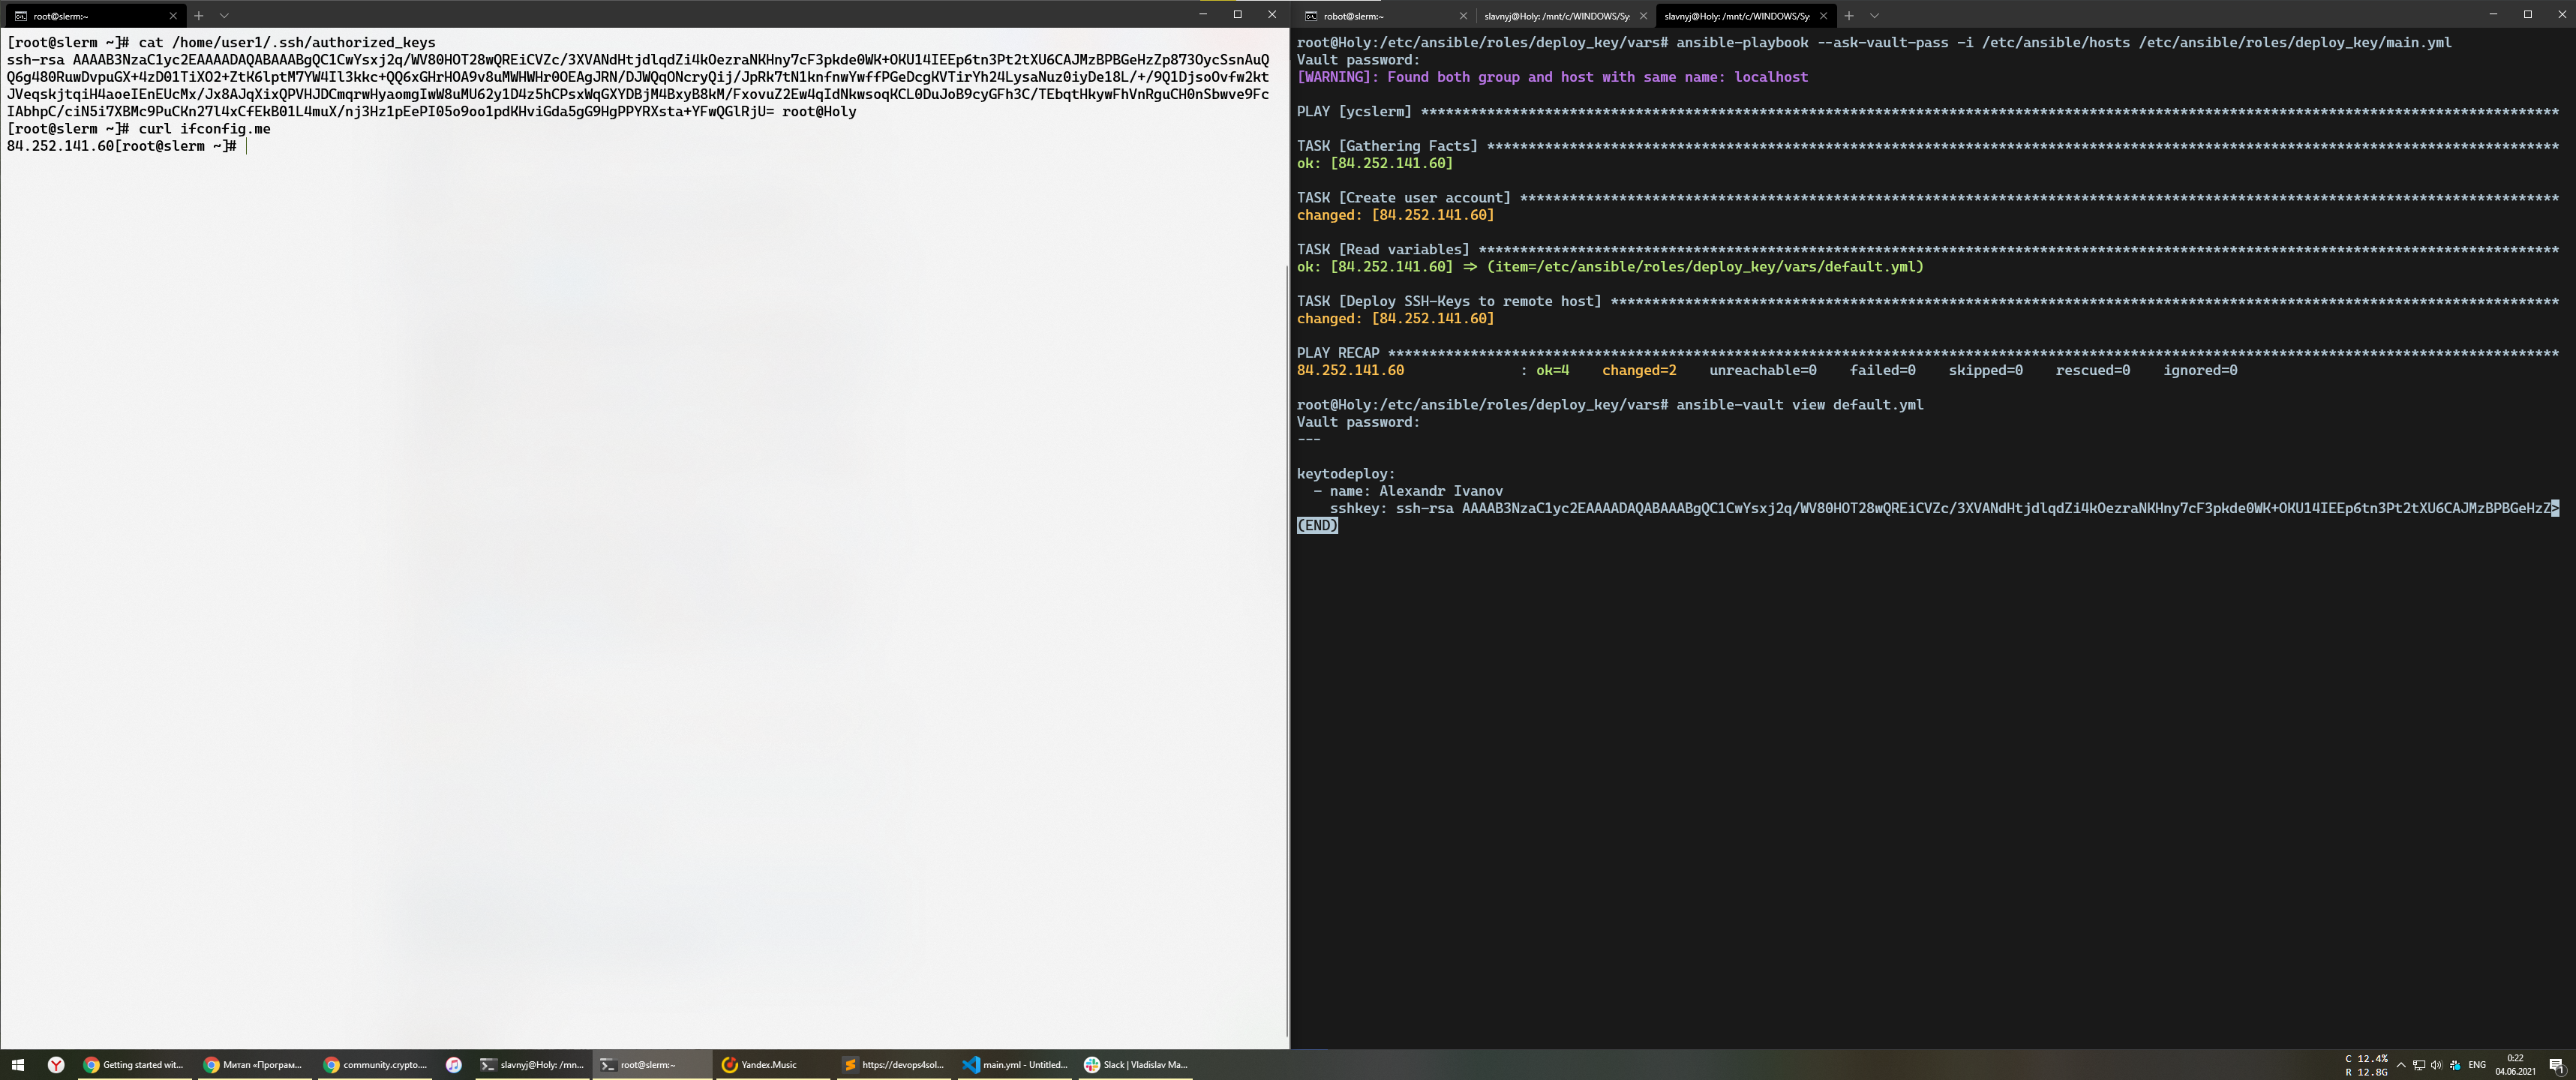 root@slerm:~
[root@slerm ~]# cat /home/user1/.ssh/authorized_keys
ssh-rsa AAAAB3NzaC1yc2EAAAADAQABAAABgQC1CwYsxj2q/WV80HOT28wQREiCVZc/3XVANdHtjdlqdZi4kOezraNKHny7cF3pkde0WK+OKU14IEEp6tn3Pt2tXU6CAJMzBPBGeHzZp873OycSsnAuQ
Q6g480RuwDvpuGX+4zD01TiXO2+ZtK6lptM7YW4Il3kkc+QQ6xGHrHOA9v8uMWHWHr0OEAgJRN/DJWQqONcryQij/JpRk7tN1knfnwYwffPGeDcgKVTirYh24LysaNuz0iyDe18L/+/9Q1DjsoOvfw2kt
JVeqskjtqiH4aoeIEnEUcMx/Jx8AJqXixQPVHJDCmqrwHyaomgIwW8uMU62y1D4z5hCPsxWqGXYDBjM4BxyB8kM/FxovuZ2Ew4qIdNkwsoqKCL0DuJoB9cyGFh3C/TEbqtHkywFhVnRguCH0nSbwve9Fc
IAbhpC/ciN5i7XBMc9PuCKn27l4xCfEkB01L4muX/nj3Hz1pEePI05o9oo1pdKHviGda5gG9HgPPYRXsta+YFwQGlRjU= root@Holy
[root@slerm ~]# curl ifconfig.me
84.252.141.60[root@slerm ~]#
robot@slerm:~
slavnyj@Holy: /mnt/c/WINDOWS/Sy
slavnyj@Holy: /mnt/c/WINDOWS/Sy
root@Holy:/etc/ansible/roles/deploy_key/vars# ansible-playbook --ask-vault-pass -i /etc/ansible/hosts /etc/ansible/roles/deploy_key/main.yml
Vault password:
[WARNING]: Found both group and host with same name: localhost
PLAY [ycslerm] ****************************************************************************************************************************************
TASK [Gathering Facts] ********************************************************************************************************************************
ok: [84.252.141.60]
TASK [Create user account] ****************************************************************************************************************************
changed: [84.252.141.60]
TASK [Read variables] *********************************************************************************************************************************
ok: [84.252.141.60] => (item=/etc/ansible/roles/deploy_key/vars/default.yml)
TASK [Deploy SSH-Keys to remote host] *****************************************************************************************************************
changed: [84.252.141.60]
PLAY RECAP ********************************************************************************************************************************************
84.252.141.60 : ok=4 changed=2 unreachable=0 failed=0 skipped=0 rescued=0 ignored=0
root@Holy:/etc/ansible/roles/deploy_key/vars# ansible-vault view default.yml
Vault password:
---
keytodeploy:
- name: Alexandr Ivanov
sshkey: ssh-rsa AAAAB3NzaC1yc2EAAAADAQABAAABgQC1CwYsxj2q/WV80HOT28wQREiCVZc/3XVANdHtjdlqdZi4kOezraNKHny7cF3pkde0WK+OKU14IEEp6tn3Pt2tXU6CAJMzBPBGeHzZ>
(END)
Getting started wit...
Митап «Програм...
community.crypto....
slavnyj@Holy: /mn...
root@slerm:~
Yandex.Music
https://devops4sol...
main.yml - Untitled...
Slack | Vladislav Ma...
C 12.4%
R 12.8G
ENG
0:22
04.06.2021
1